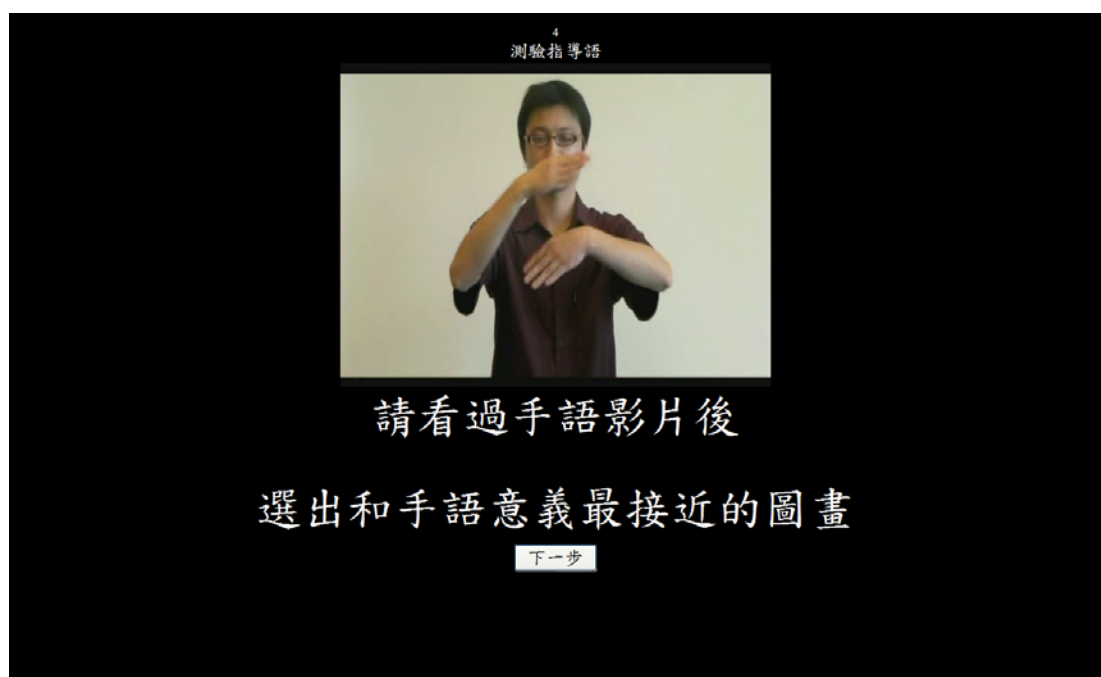 4
測驗指導語
請看過手語影片後
選出和手語意義最接近的圖畫
下一步